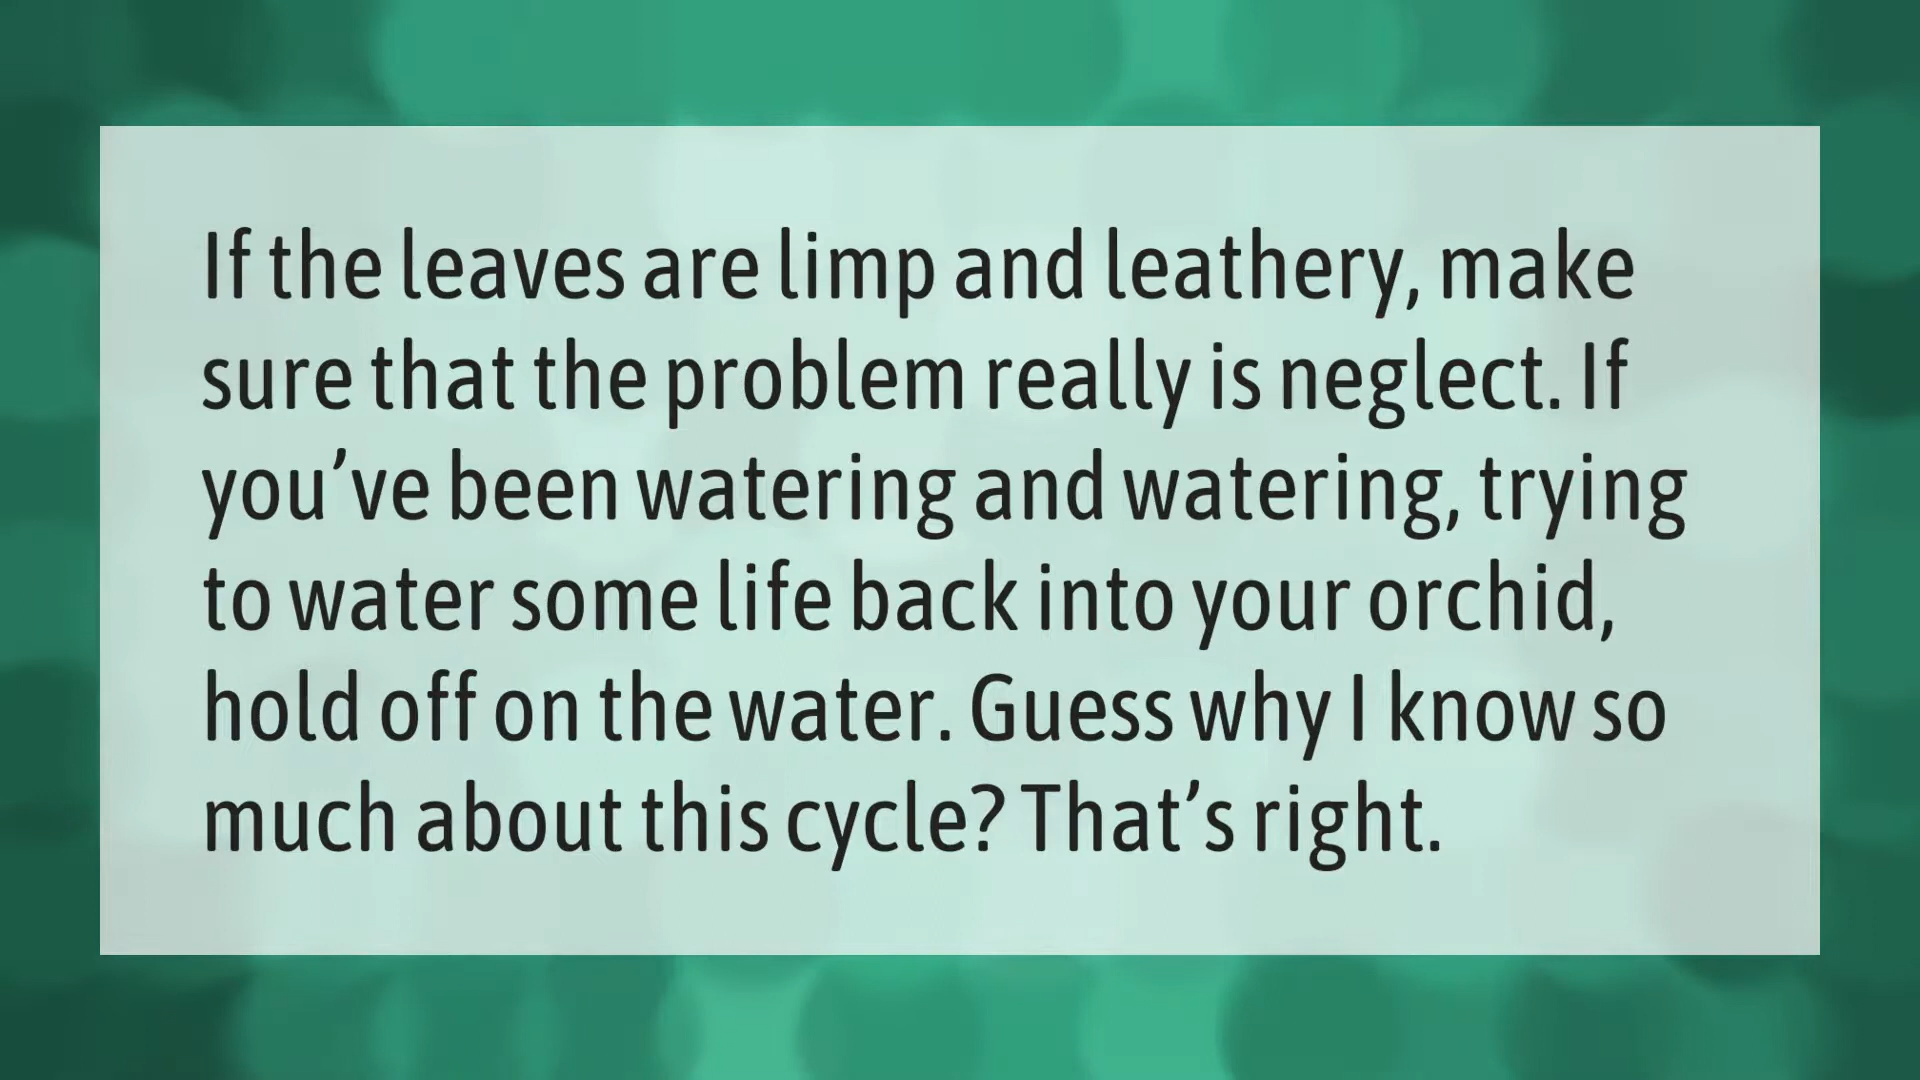 If the leaves are limp and leathery, make
sure that the problem really is neglect. If
you’ve been watering and watering, trying
to water some life back into your orchid,
hold off on the water. Guess why I know so
much about this cycle? That’s right.